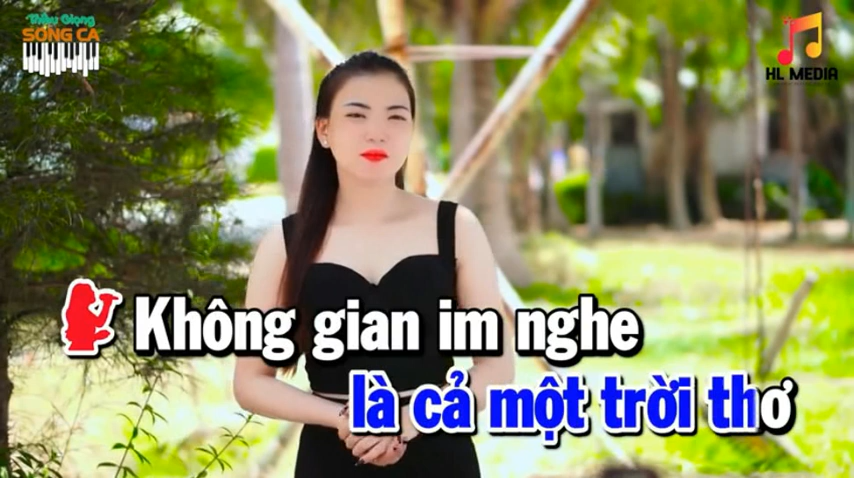 Thiếu Giọng
SONG CA
HL MEDIA
Không gian im nghe
là cả một trời thơ